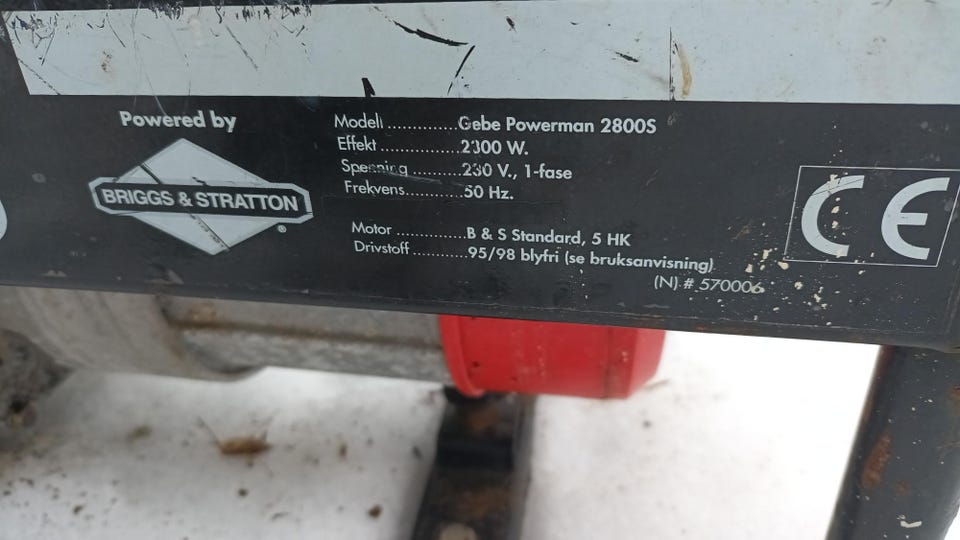 Powered by
BRIGGS & STRATTON
®
Modell ..............Gebe Powerman 2800S
Effekt ................2300 W.
Spenning ..........230 V., 1-fase
Frekvens............50 Hz.
Motor ..............B & S Standard, 5 HK
Drivstoff ...........95/98 blyfri (se bruksanvisning)
(N) # 570006
CE